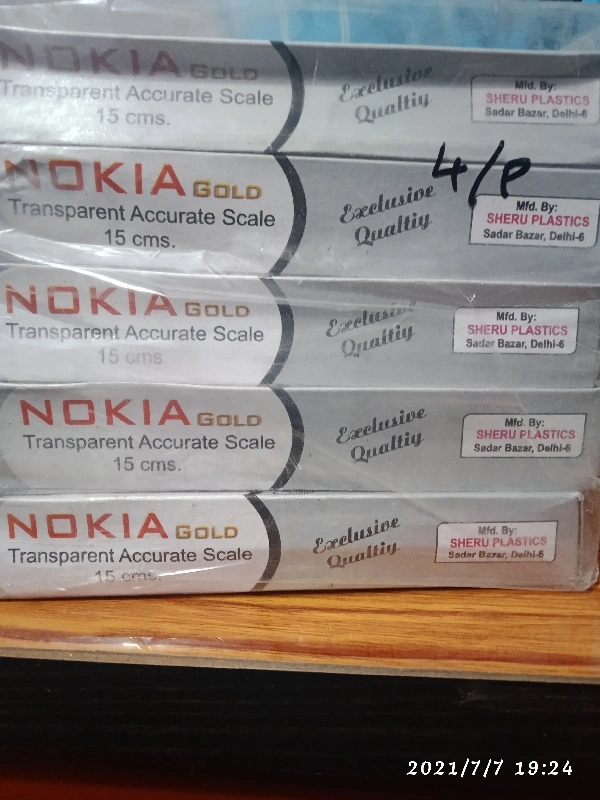 NOKIA GOLD
Transparent Accurate Scale
15 cms.
Exclusive
Qualtiy
Mfd. By:
SHERU PLASTICS
Sadar Bazar, Delhi-6
4/P
NOKIA GOLD
Transparent Accurate Scale
15 cms.
Exclusive
Qualtiy
Mfd. By:
SHERU PLASTICS
Sadar Bazar, Delhi-6
NOKIA GOLD
Transparent Accurate Scale
15 cms
Exclusive
Qualtiy
Mfd. By:
SHERU PLASTICS
Sadar Bazar, Delhi-6
NOKIA GOLD
Transparent Accurate Scale
15 cms.
Exclusive
Qualtiy
Mfd. By:
SHERU PLASTICS
Sadar Bazar, Delhi-6
NOKIA GOLD
Transparent Accurate Scale
15 cms.
Exclusive
Qualtiy
Mfd. By:
SHERU PLASTICS
Sadar Bazar, Delhi-6
2021/7/7 19:24